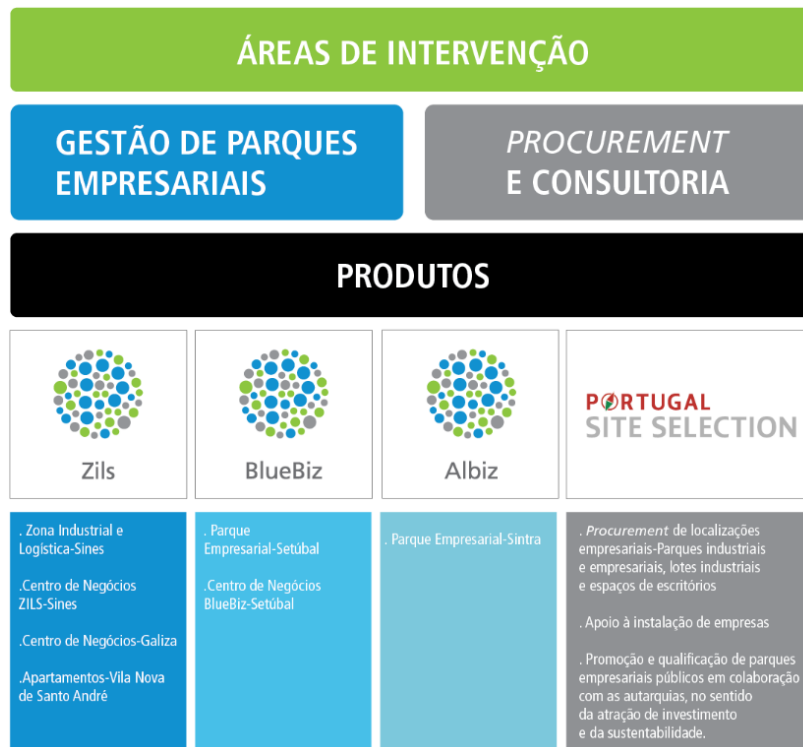 ÁREAS DE INTERVENÇÃO
GESTÃO DE PARQUES
EMPRESARIAIS
PROCUREMENT
E CONSULTORIA
PRODUTOS
Zils
BlueBiz
Albiz
PORTUGAL
SITE SELECTION
. Zona Industrial e
Logística-Sines
.Centro de Negócios
ZILS-Sines
.Centro de Negócios-Galiza
.Apartamentos-Vila Nova
de Santo André
. Parque
Empresarial-Setúbal
.Centro de Negócios
BlueBiz-Setúbal
. Parque Empresarial-Sintra
. Procurement de localizações
empresariais-Parques industriais
e empresariais, lotes industriais
e espaços de escritórios
. Apoio à instalação de empresas
. Promoção e qualificação de parques
empresariais públicos em colaboração
com as autarquias, no sentido
da atração de investimento
e da sustentabilidade.